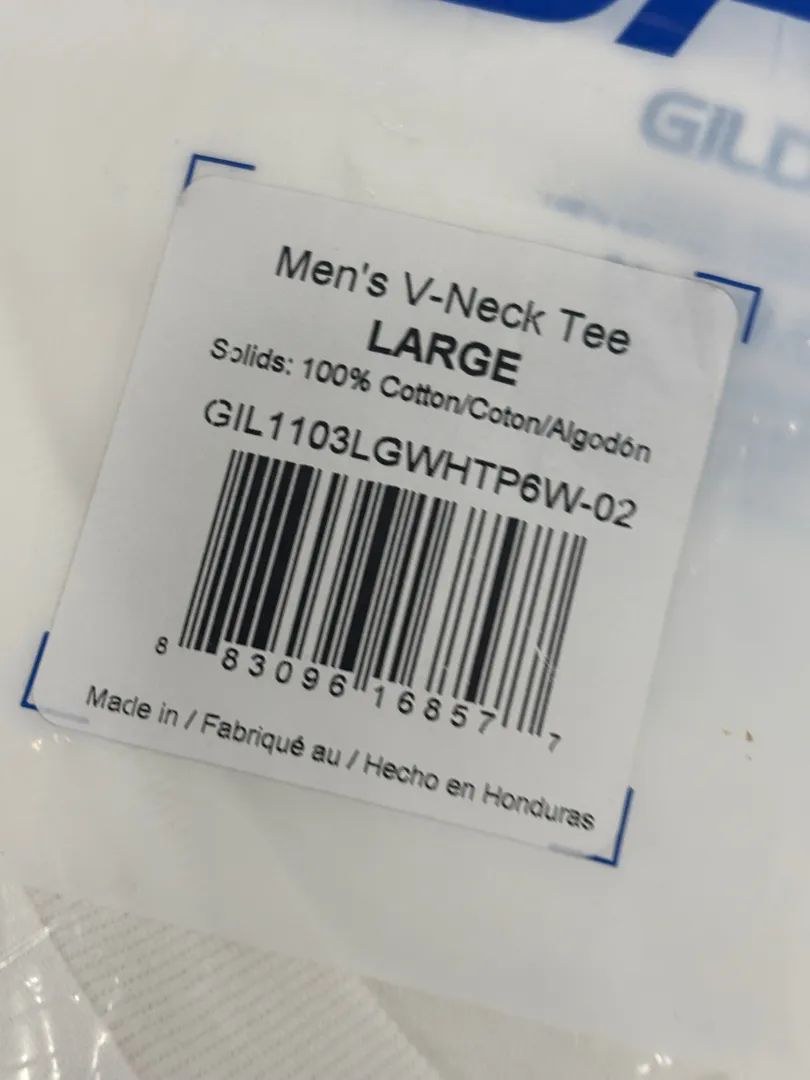 GILD
Men's V-Neck Tee
LARGE
Solids: 100% Cotton/Coton/Algodón
GIL1103LGWHTP6W-02
8 83096 16857 7
Made in / Fabriqué au / Hecho en Honduras